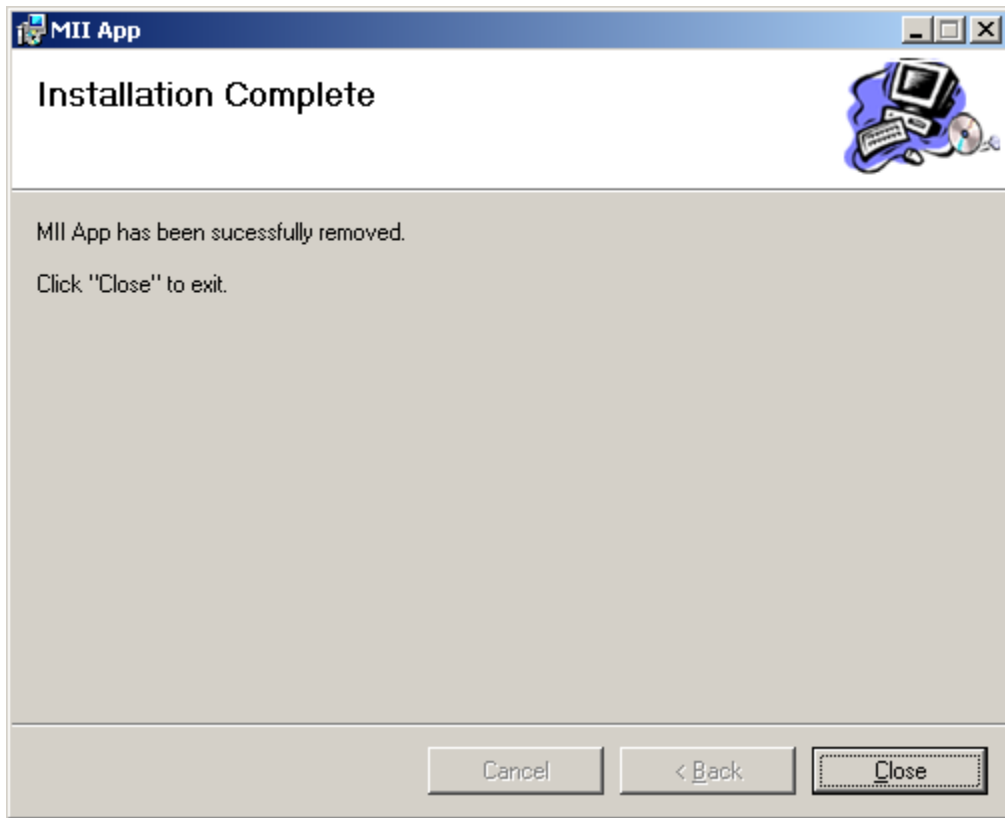 MII App
Installation Complete
MII App has been sucessfully removed.
Click "Close" to exit.
Cancel
< Back
Close